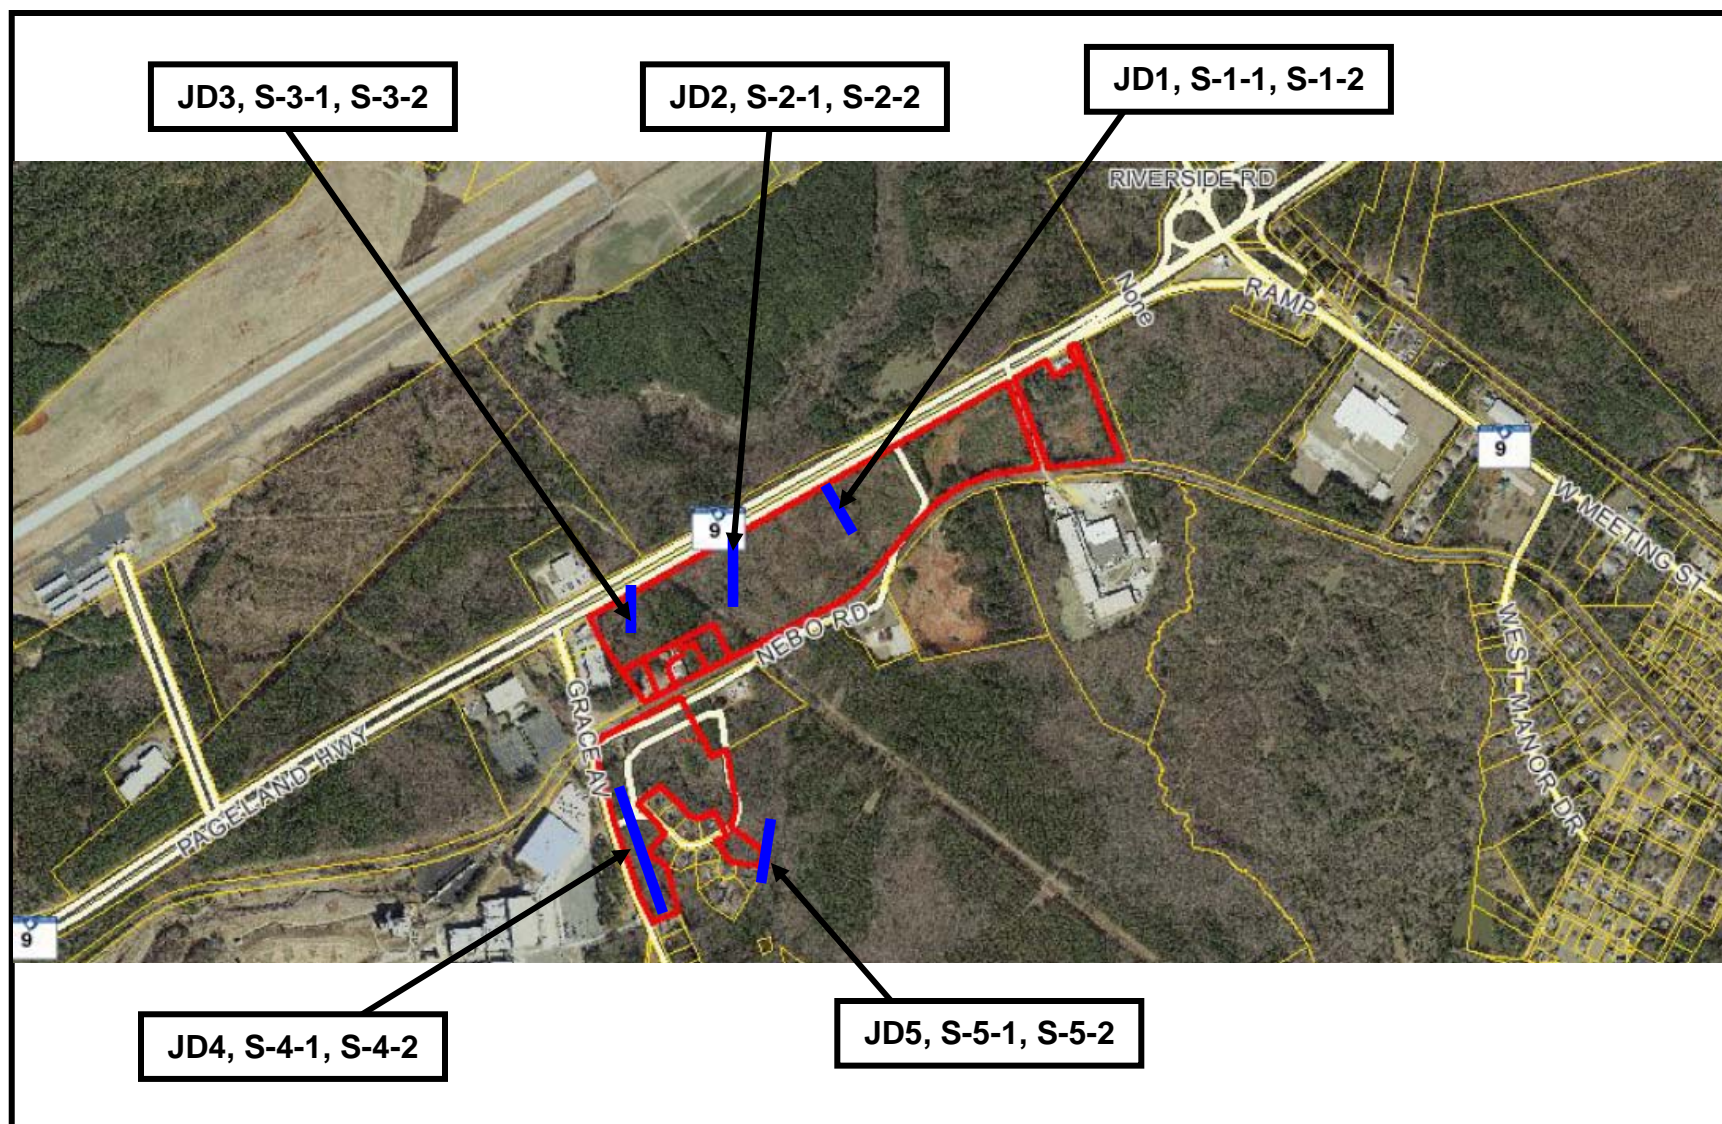 JD3, S-3-1, S-3-2
JD2, S-2-1, S-2-2
JD1, S-1-1, S-1-2
RIVERSIDE RD
None
RAMP
9
W MEETING ST
9
NEBO RD
WEST MANOR DR
GRACE AV
PAGELAND HWY
9
JD4, S-4-1, S-4-2
JD5, S-5-1, S-5-2